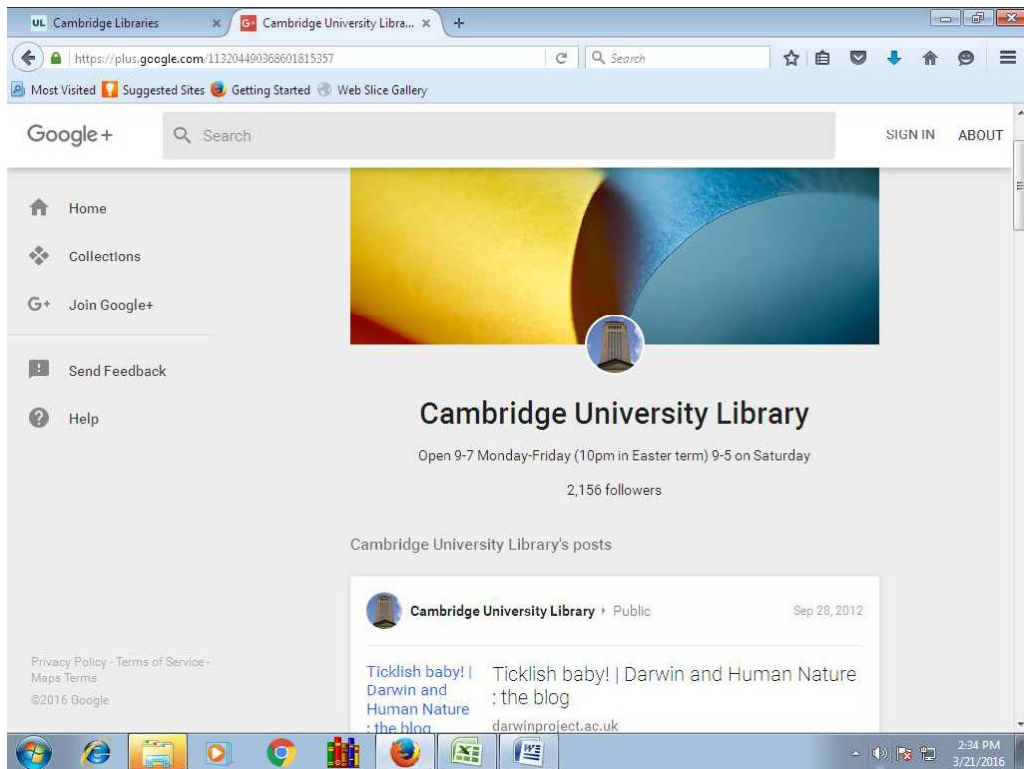 UL Cambridge Libraries
G+ Cambridge University Libra...
https://plus.google.com/113204490368601815357
Search
Most Visited Suggested Sites Getting Started Web Slice Gallery
Google+ Search SIGN IN ABOUT
Home
Collections
G+ Join Google+
Send Feedback
Help
Cambridge University Library
Open 9-7 Monday-Friday (10pm in Easter term) 9-5 on Saturday
2,156 followers
Cambridge University Library's posts
Cambridge University Library Public Sep 28, 2012
Ticklish baby! |
Darwin and
Human Nature
: the blog
Ticklish baby! | Darwin and Human Nature
: the blog
darwinproject.ac.uk
Privacy Policy - Terms of Service -
Maps Terms
©2016 Google
2:34 PM
3/21/2016